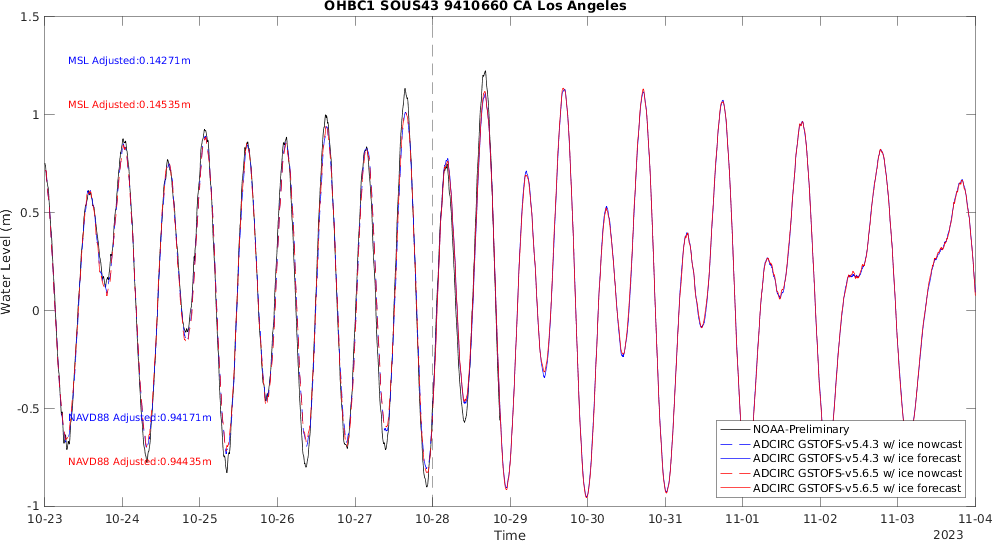 OHBC1 SOUS43 9410660 CA Los Angeles
1.5
1
0.5
0
-0.5
-1
Water Level (m)
MSL Adjusted:0.14271m
MSL Adjusted:0.14535m
NAVD88 Adjusted:0.94171m
NAVD88 Adjusted:0.94435m
NOAA-Preliminary
ADCIRC GSTOFS-v5.4.3 w/ ice nowcast
ADCIRC GSTOFS-v5.4.3 w/ ice forecast
ADCIRC GSTOFS-v5.6.5 w/ ice nowcast
ADCIRC GSTOFS-v5.6.5 w/ ice forecast
10-23 10-24 10-25 10-26 10-27 10-28 10-29 10-30 10-31 11-01 11-02 11-03 11-04
Time
2023